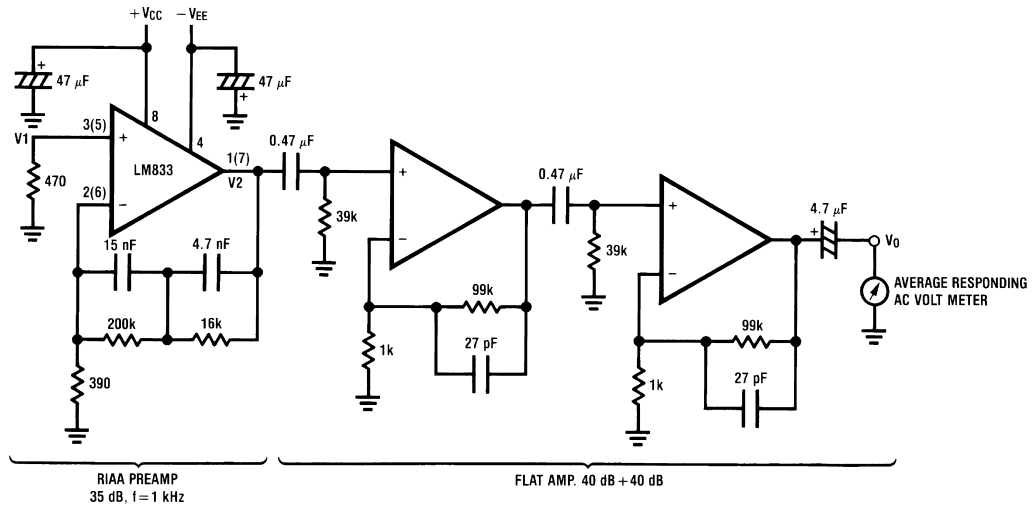 +VCC
−VEE
+
47 μF
47 μF
+
8
3(5)
V1
+
4
0.47 μF
LM833
1(7)
470
V2
2(6)
−
+
0.47 μF
39k
−
+
4.7 μF
+
VO
15 nF
4.7 nF
39k
−
AVERAGE RESPONDING
AC VOLT METER
99k
200k
16k
99k
27 pF
1k
390
27 pF
1k
RIAA PREAMP
35 dB, f=1 kHz
FLAT AMP. 40 dB+40 dB